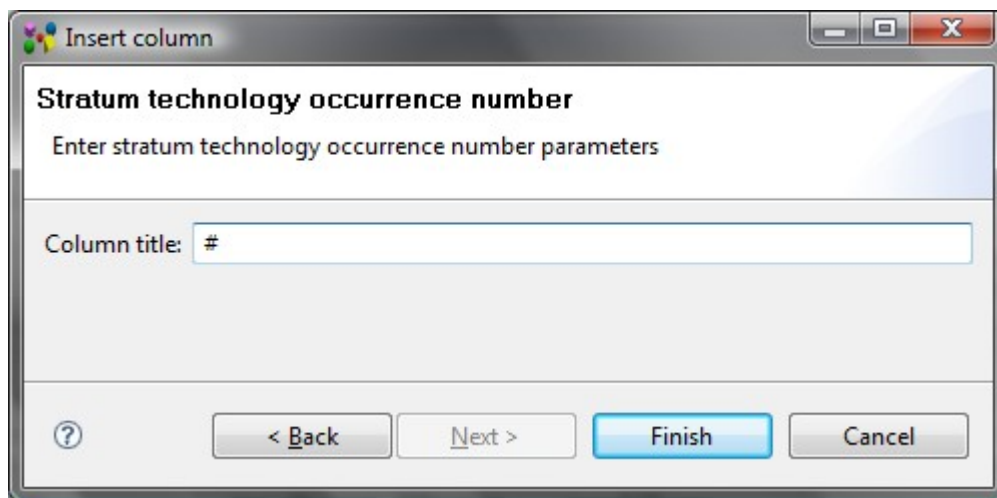 Insert column
Stratum technology occurrence number
Enter stratum technology occurrence number parameters
Column title: #
? < Back Next > Finish Cancel